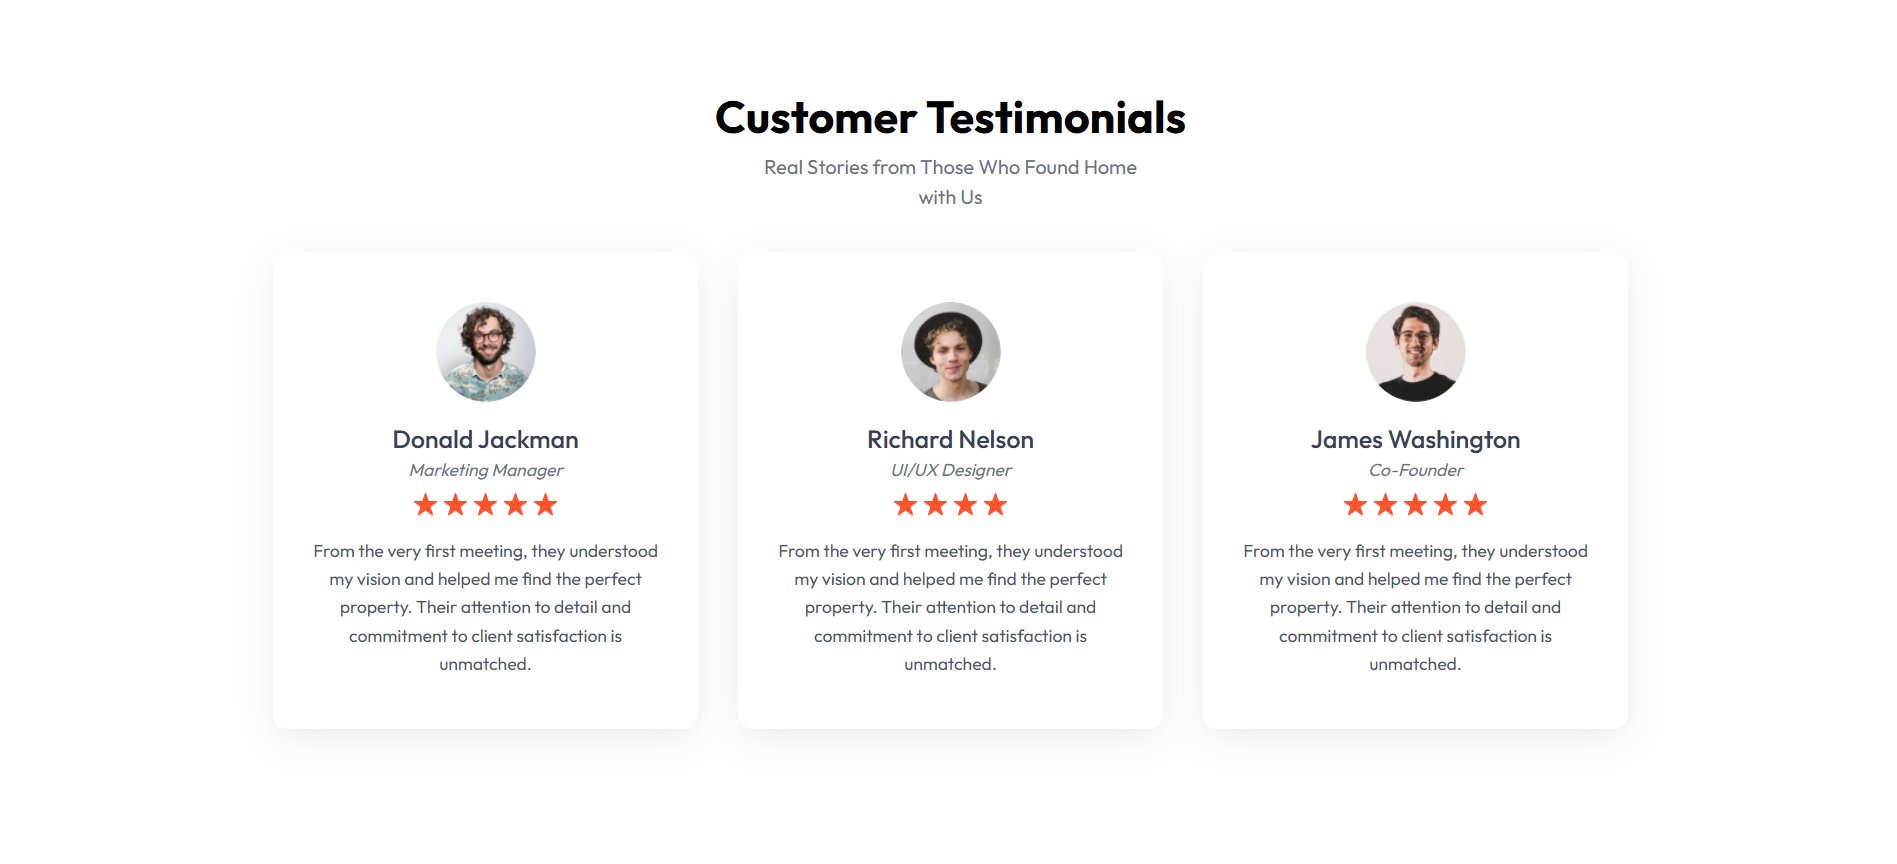 Customer Testimonials
Real Stories from Those Who Found Home
with Us
Donald Jackman
Marketing Manager
From the very first meeting, they understood
my vision and helped me find the perfect
property. Their attention to detail and
commitment to client satisfaction is
unmatched.
Richard Nelson
UI/UX Designer
From the very first meeting, they understood
my vision and helped me find the perfect
property. Their attention to detail and
commitment to client satisfaction is
unmatched.
James Washington
Co-Founder
From the very first meeting, they understood
my vision and helped me find the perfect
property. Their attention to detail and
commitment to client satisfaction is
unmatched.